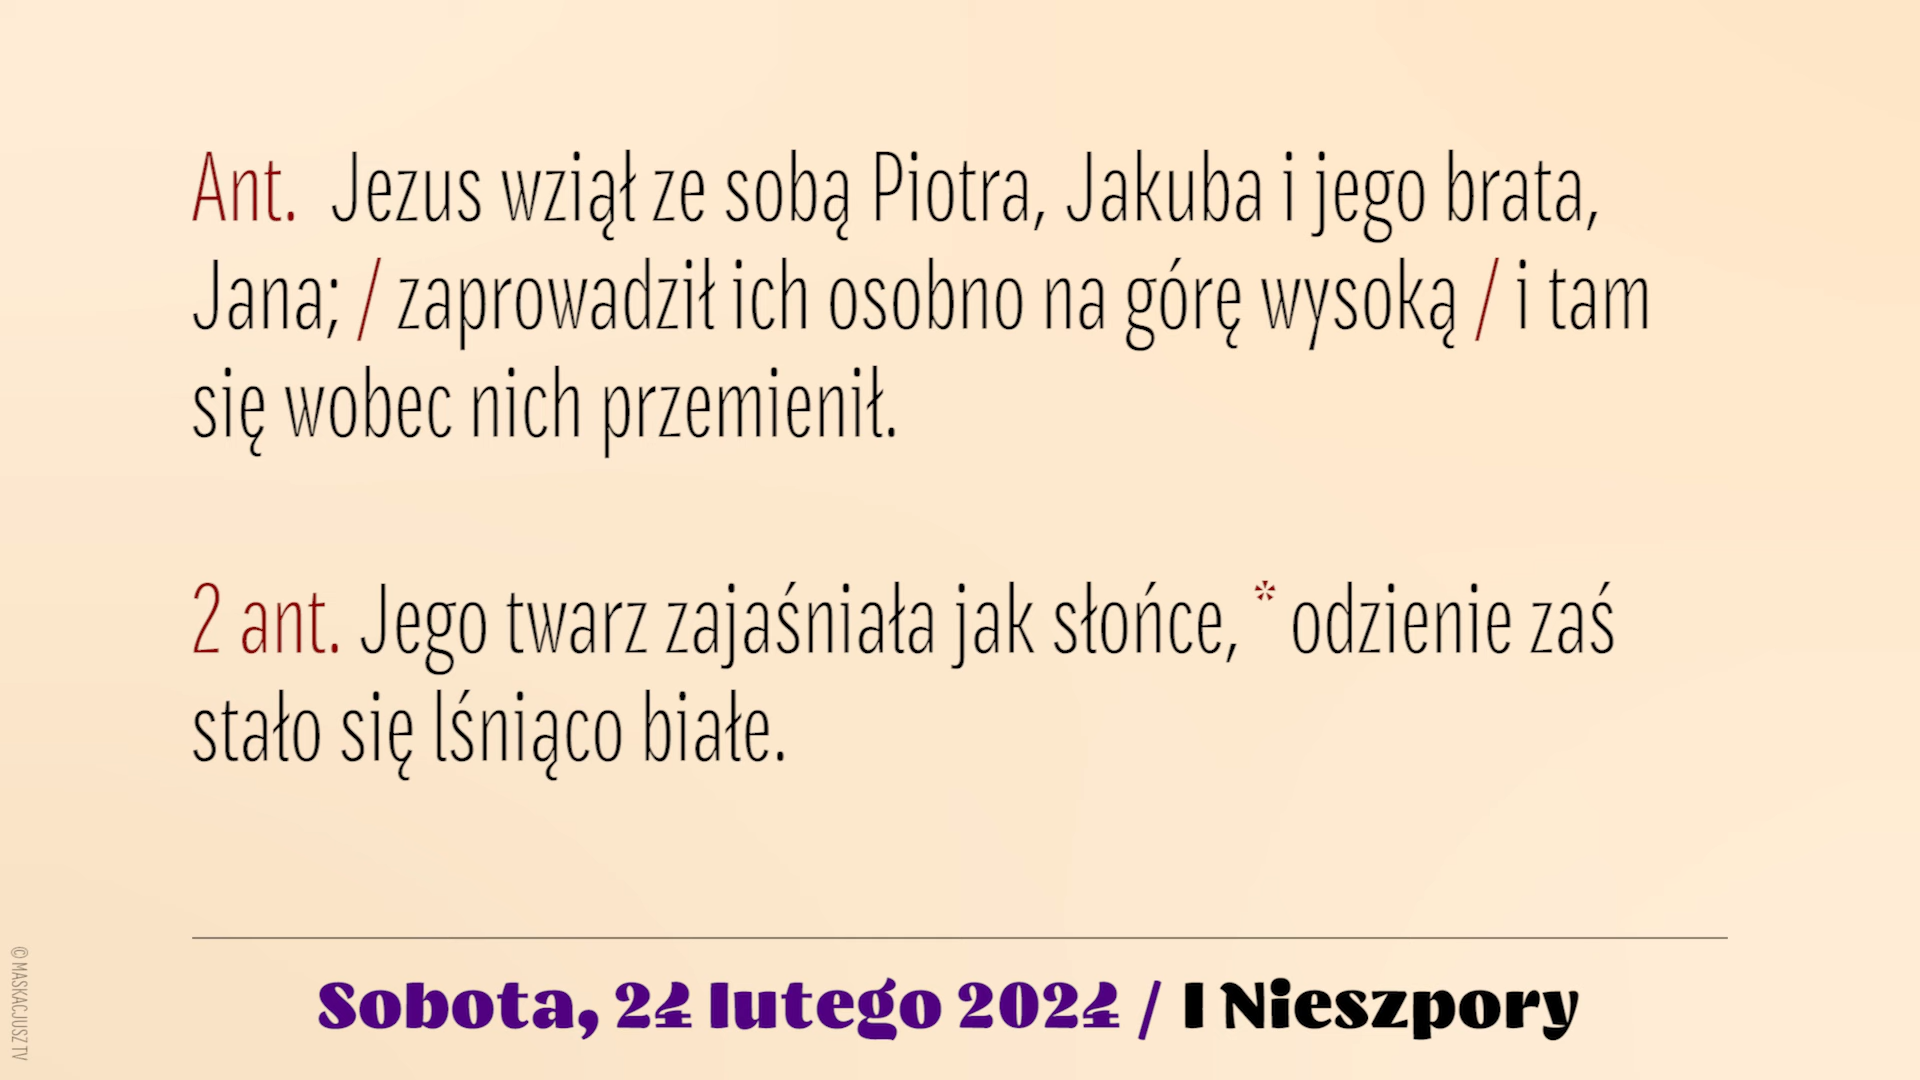 Ant. Jezus wziął ze sobą Piotra, Jakuba i jego brata,
Jana; / zaprowadził ich osobno na górę wysoką / i tam
się wobec nich przemienił.
2 ant. Jego twarz zajaśniała jak słońce, * odzienie zaś
stało się lśniąco białe.
Sobota, 24 lutego 2024 / I Nieszpory
© MASKACJUSZ TV